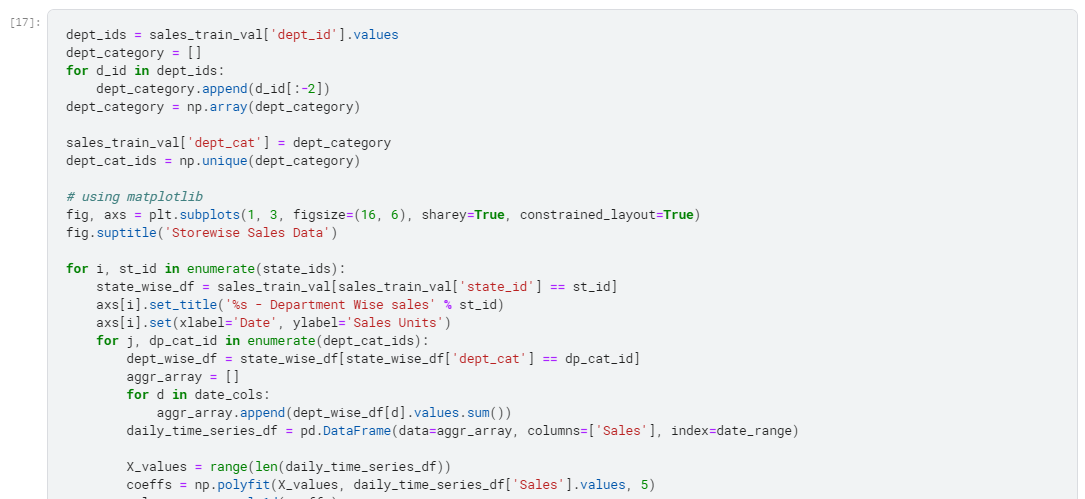 [17]:
dept_ids = sales_train_val['dept_id'].values
dept_category = []
for d_id in dept_ids:
    dept_category.append(d_id[:-2])
dept_category = np.array(dept_category)

sales_train_val['dept_cat'] = dept_category
dept_cat_ids = np.unique(dept_category)

# using matplotlib
fig, axs = plt.subplots(1, 3, figsize=(16, 6), sharey=True, constrained_layout=True)
fig.suptitle('Storewise Sales Data')

for i, st_id in enumerate(state_ids):
    state_wise_df = sales_train_val[sales_train_val['state_id'] == st_id]
    axs[i].set_title('%s - Department Wise sales' % st_id)
    axs[i].set(xlabel='Date', ylabel='Sales Units')
    for j, dp_cat_id in enumerate(dept_cat_ids):
        dept_wise_df = state_wise_df[state_wise_df['dept_cat'] == dp_cat_id]
        aggr_array = []
        for d in date_cols:
            aggr_array.append(dept_wise_df[d].values.sum())
        daily_time_series_df = pd.DataFrame(data=aggr_array, columns=['Sales'], index=date_range)

        X_values = range(len(daily_time_series_df))
        coeffs = np.polyfit(X_values, daily_time_series_df['Sales'].values, 5)